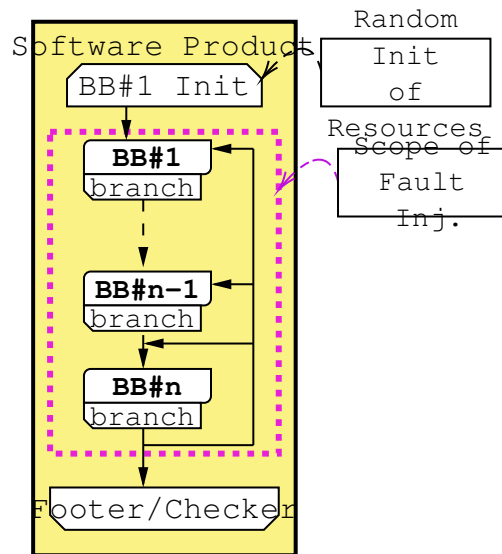 Software Product
BB#1 Init
BB#1
branch
BB#n-1
branch
BB#n
branch
Footer/Checker
Random
Init
of
Resources
Scope of
Fault
Inj.